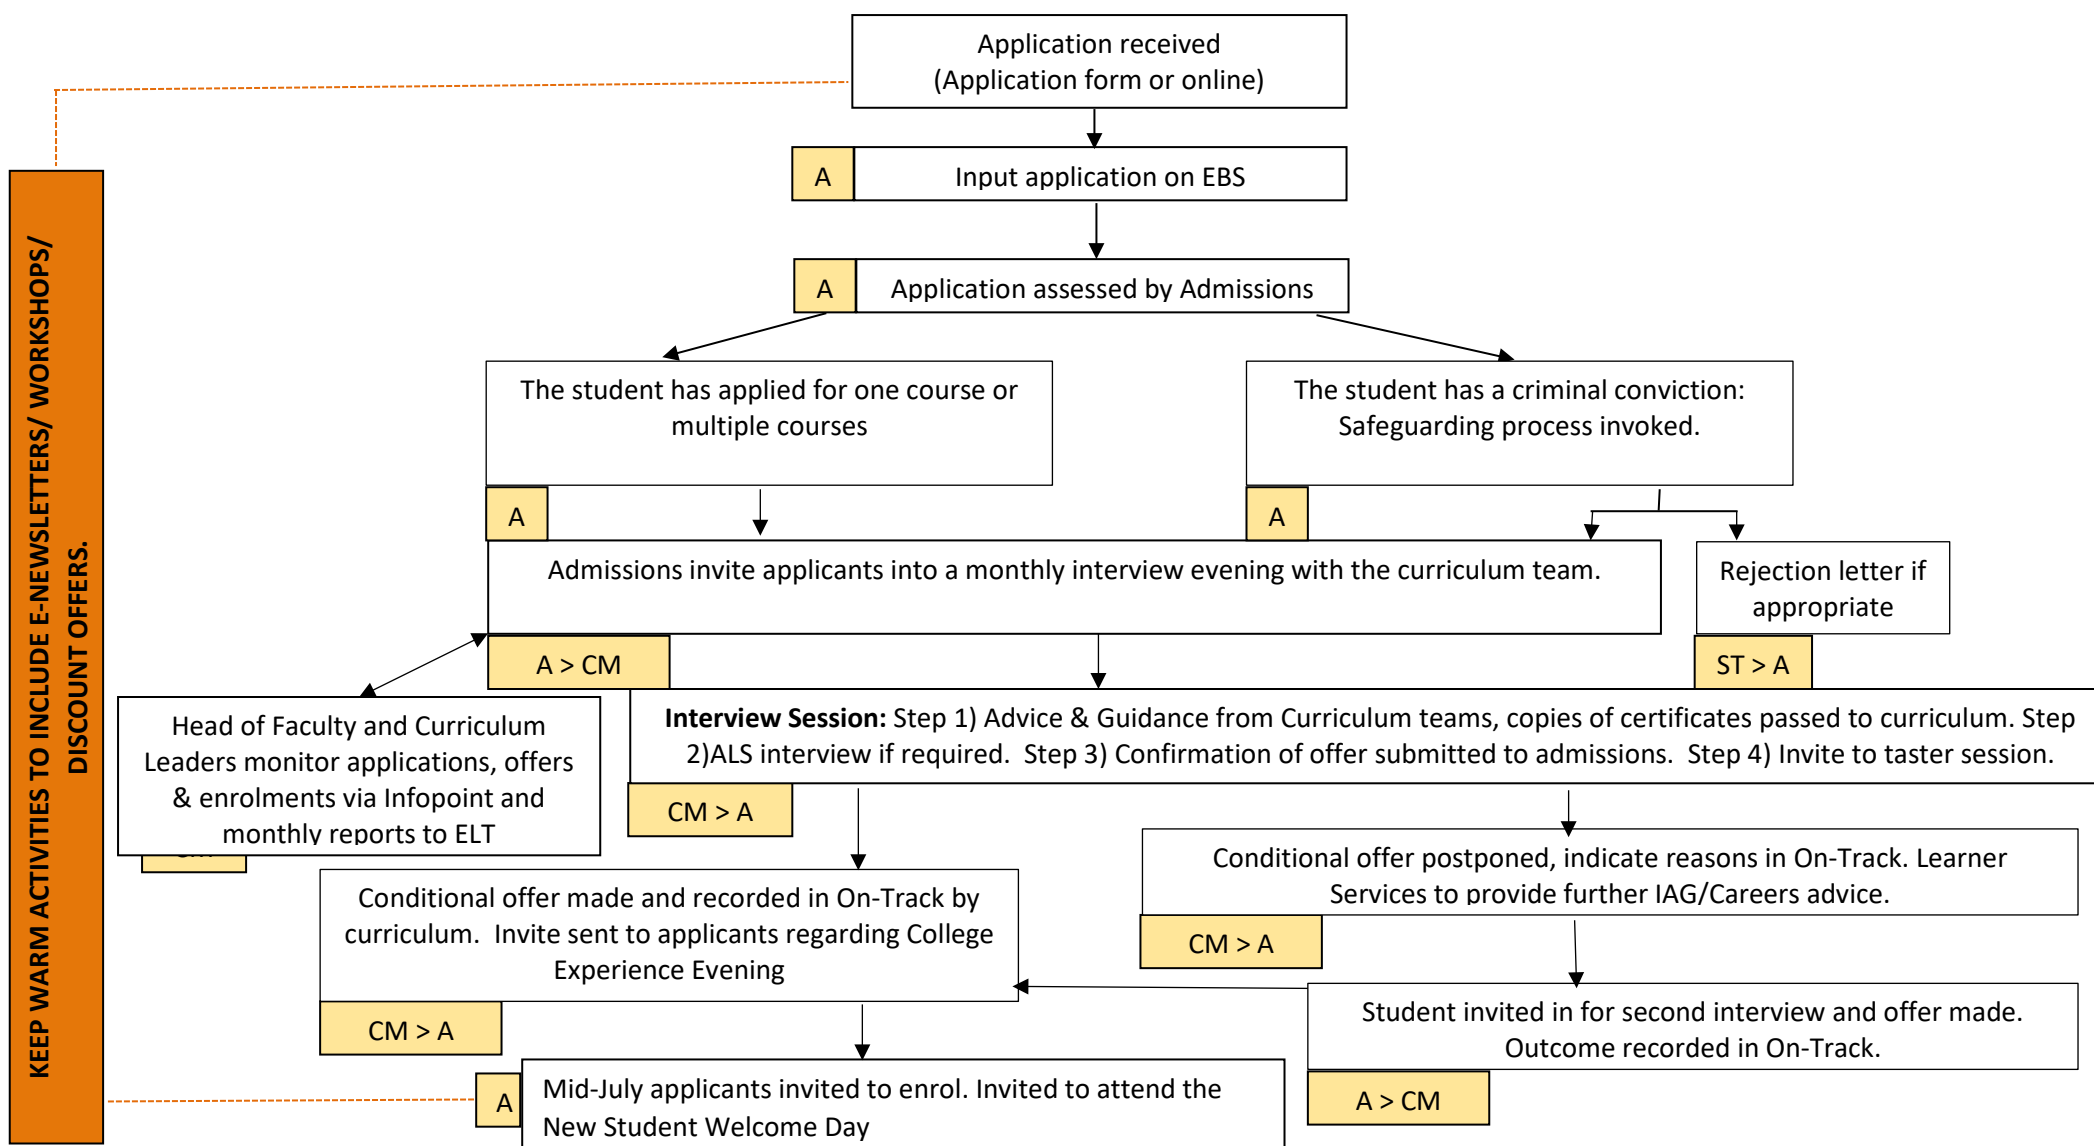 Application received
(Application form or online)
A
Input application on EBS
A
Application assessed by Admissions
The student has applied for one course or
multiple courses
The student has a criminal conviction:
Safeguarding process invoked.
A
A
Admissions invite applicants into a monthly interview evening with the curriculum team.
Rejection letter if
appropriate
A > CM
ST > A
KEEP WARM ACTIVITIES TO INCLUDE E-NEWSLETTERS/ WORKSHOPS/
DISCOUNT OFFERS.
Head of Faculty and Curriculum
Leaders monitor applications, offers
& enrolments via Infopoint and
monthly reports to ELT
Interview Session: Step 1) Advice & Guidance from Curriculum teams, copies of certificates passed to curriculum. Step
2)ALS interview if required.  Step 3) Confirmation of offer submitted to admissions.  Step 4) Invite to taster session.
CM > A
Conditional offer postponed, indicate reasons in On-Track. Learner
Services to provide further IAG/Careers advice.
CM > A
Conditional offer made and recorded in On-Track by
curriculum.  Invite sent to applicants regarding College
Experience Evening
CM > A
Student invited in for second interview and offer made.
Outcome recorded in On-Track.
A > CM
A
Mid-July applicants invited to enrol. Invited to attend the
New Student Welcome Day